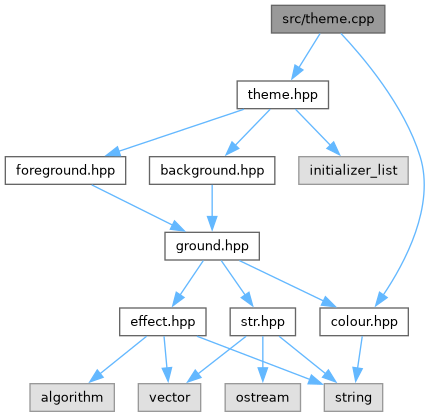 src/theme.cpp
theme.hpp
foreground.hpp
background.hpp
initializer_list
ground.hpp
effect.hpp
str.hpp
colour.hpp
algorithm
vector
ostream
string